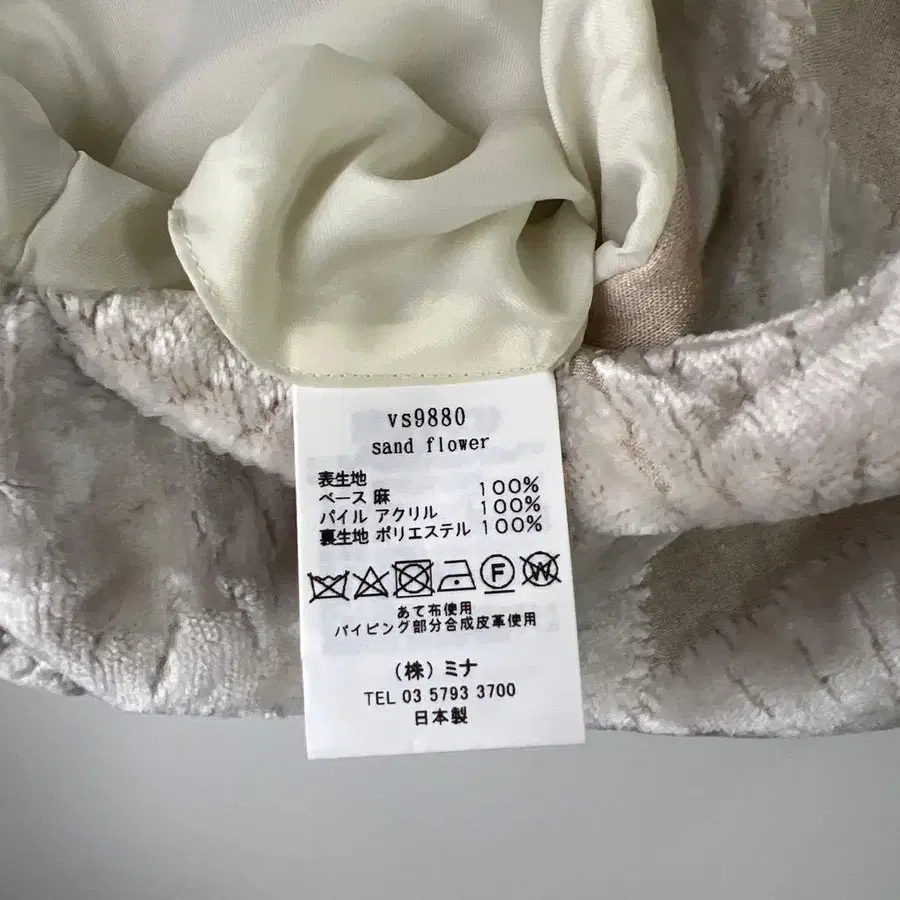 vs9880
sand flower
表生地
ベース 麻 100%
パイル アクリル 100%
裏生地 ポリエステル 100%
F W
あて布使用
パイピング部分合成皮革使用
(株) ミナ
TEL 03 5793 3700
日本製